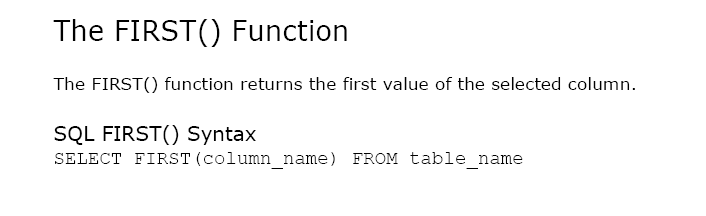 The FIRST() Function
The FIRST() function returns the first value of the selected column.
SQL FIRST() Syntax
SELECT FIRST(column_name) FROM table_name